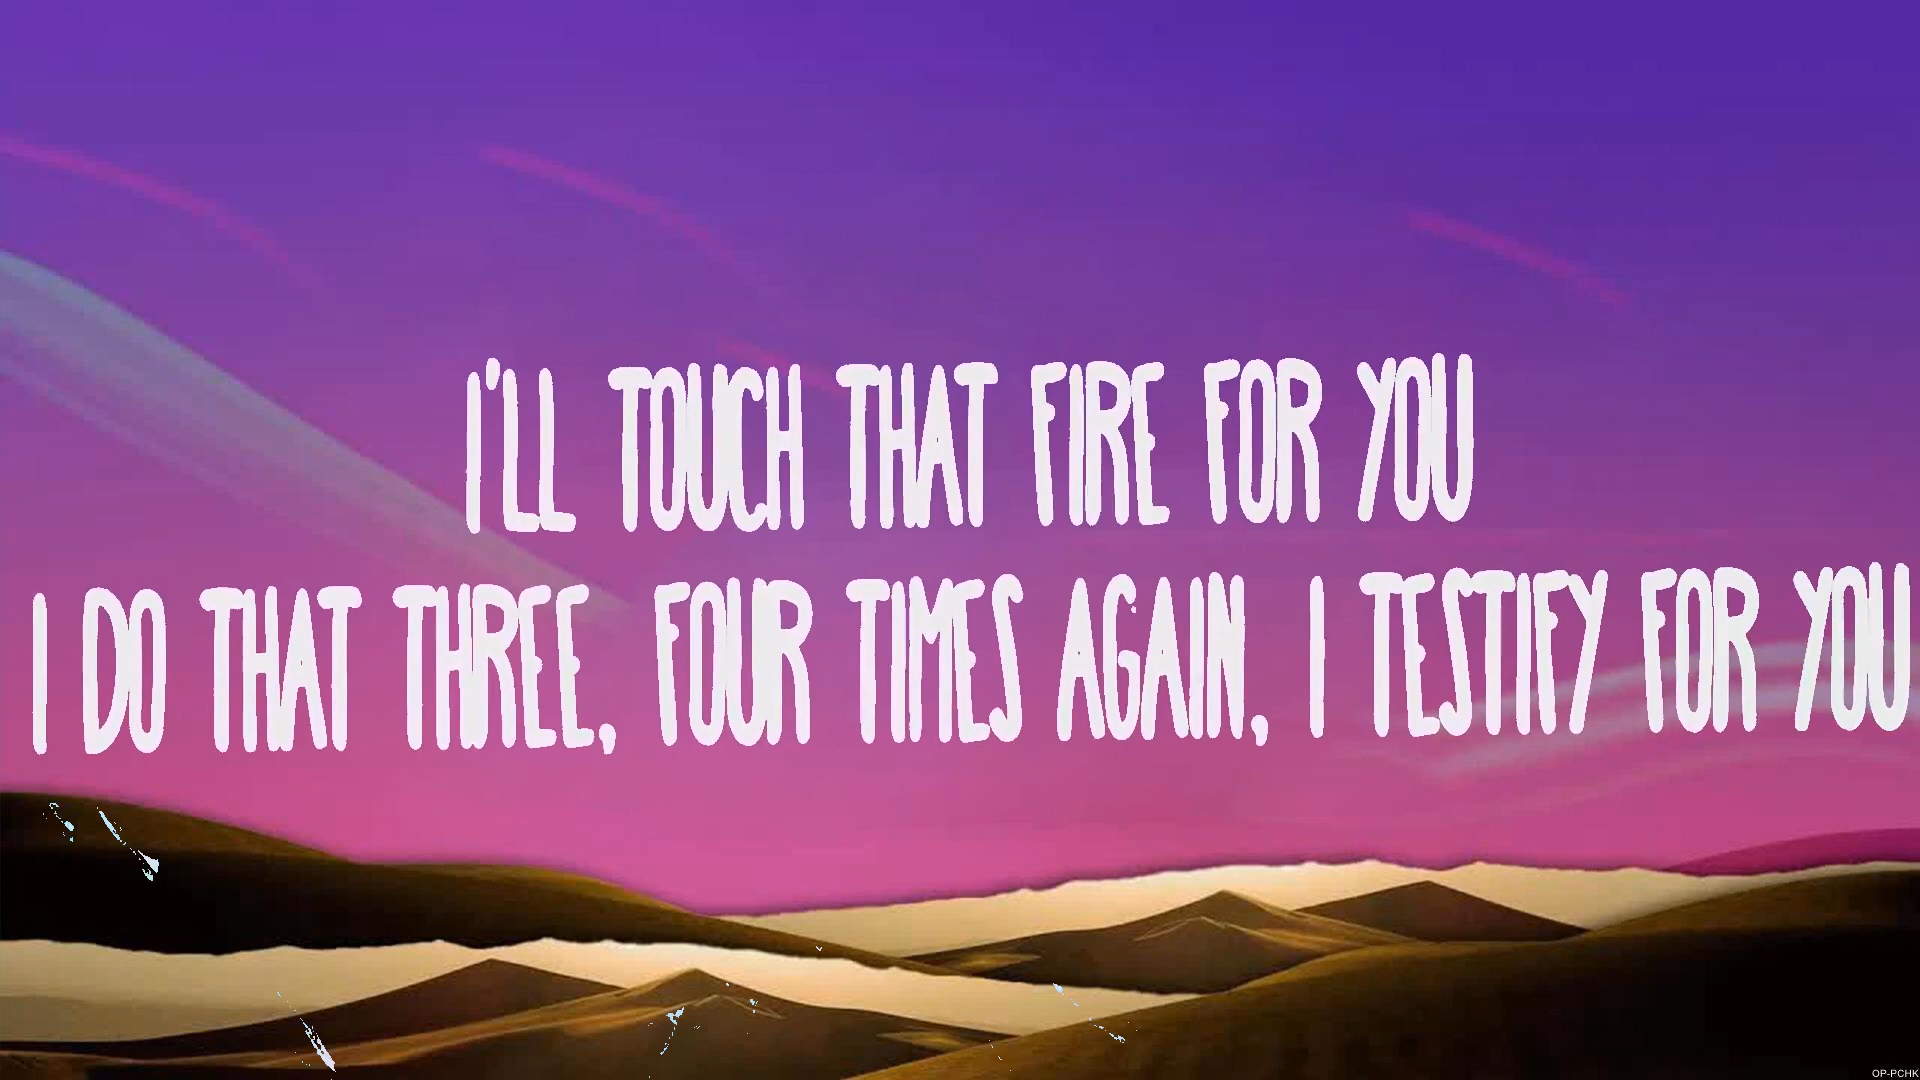 I'LL TOUCH THAT FIRE FOR YOU
I DO THAT THREE, FOUR TIMES AGAIN, I TESTIFY FOR YOU
OP-PCHK